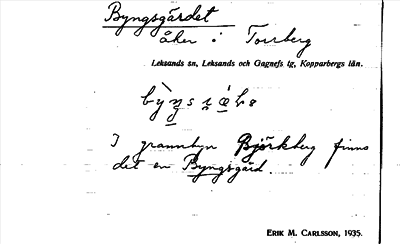 Byngsgärdet
åker i Torrberg
Leksands sn, Leksands och Gagnefs tg, Kopparbergs län.
I grannbyn Björkberg finns
det en Byngsgärd.
ERIK M. CARLSSON, 1935.